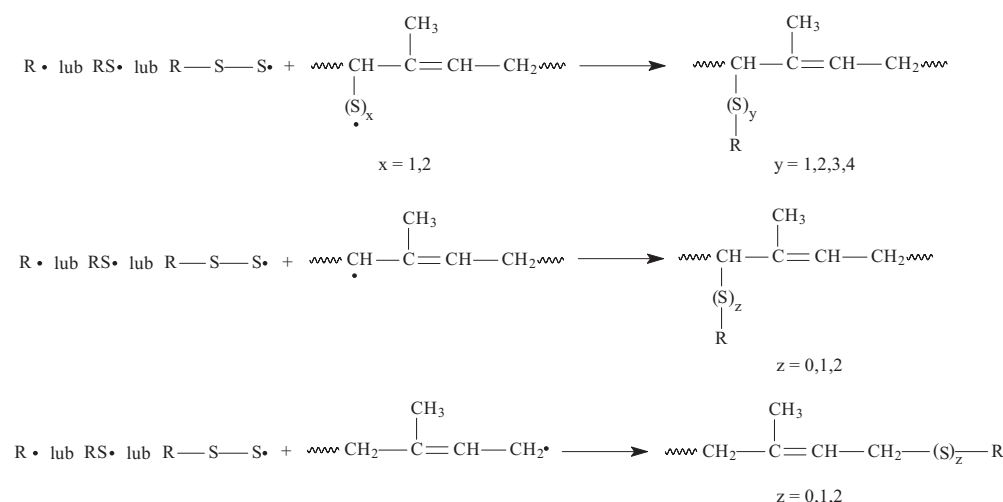 CH3 CH3
R • lub RS• lub R—S—S• + CH—C=CH—CH2 CH—C=CH—CH2
(S)x (S)y
• R
x = 1,2 y = 1,2,3,4
CH3 CH3
R • lub RS• lub R—S—S• + CH—C=CH—CH2 CH—C=CH—CH2
• (S)z
R
z = 0,1,2
CH3 CH3
R • lub RS• lub R—S—S• + CH2—C=CH—CH2• CH2—C=CH—CH2—(S)z—R
z = 0,1,2